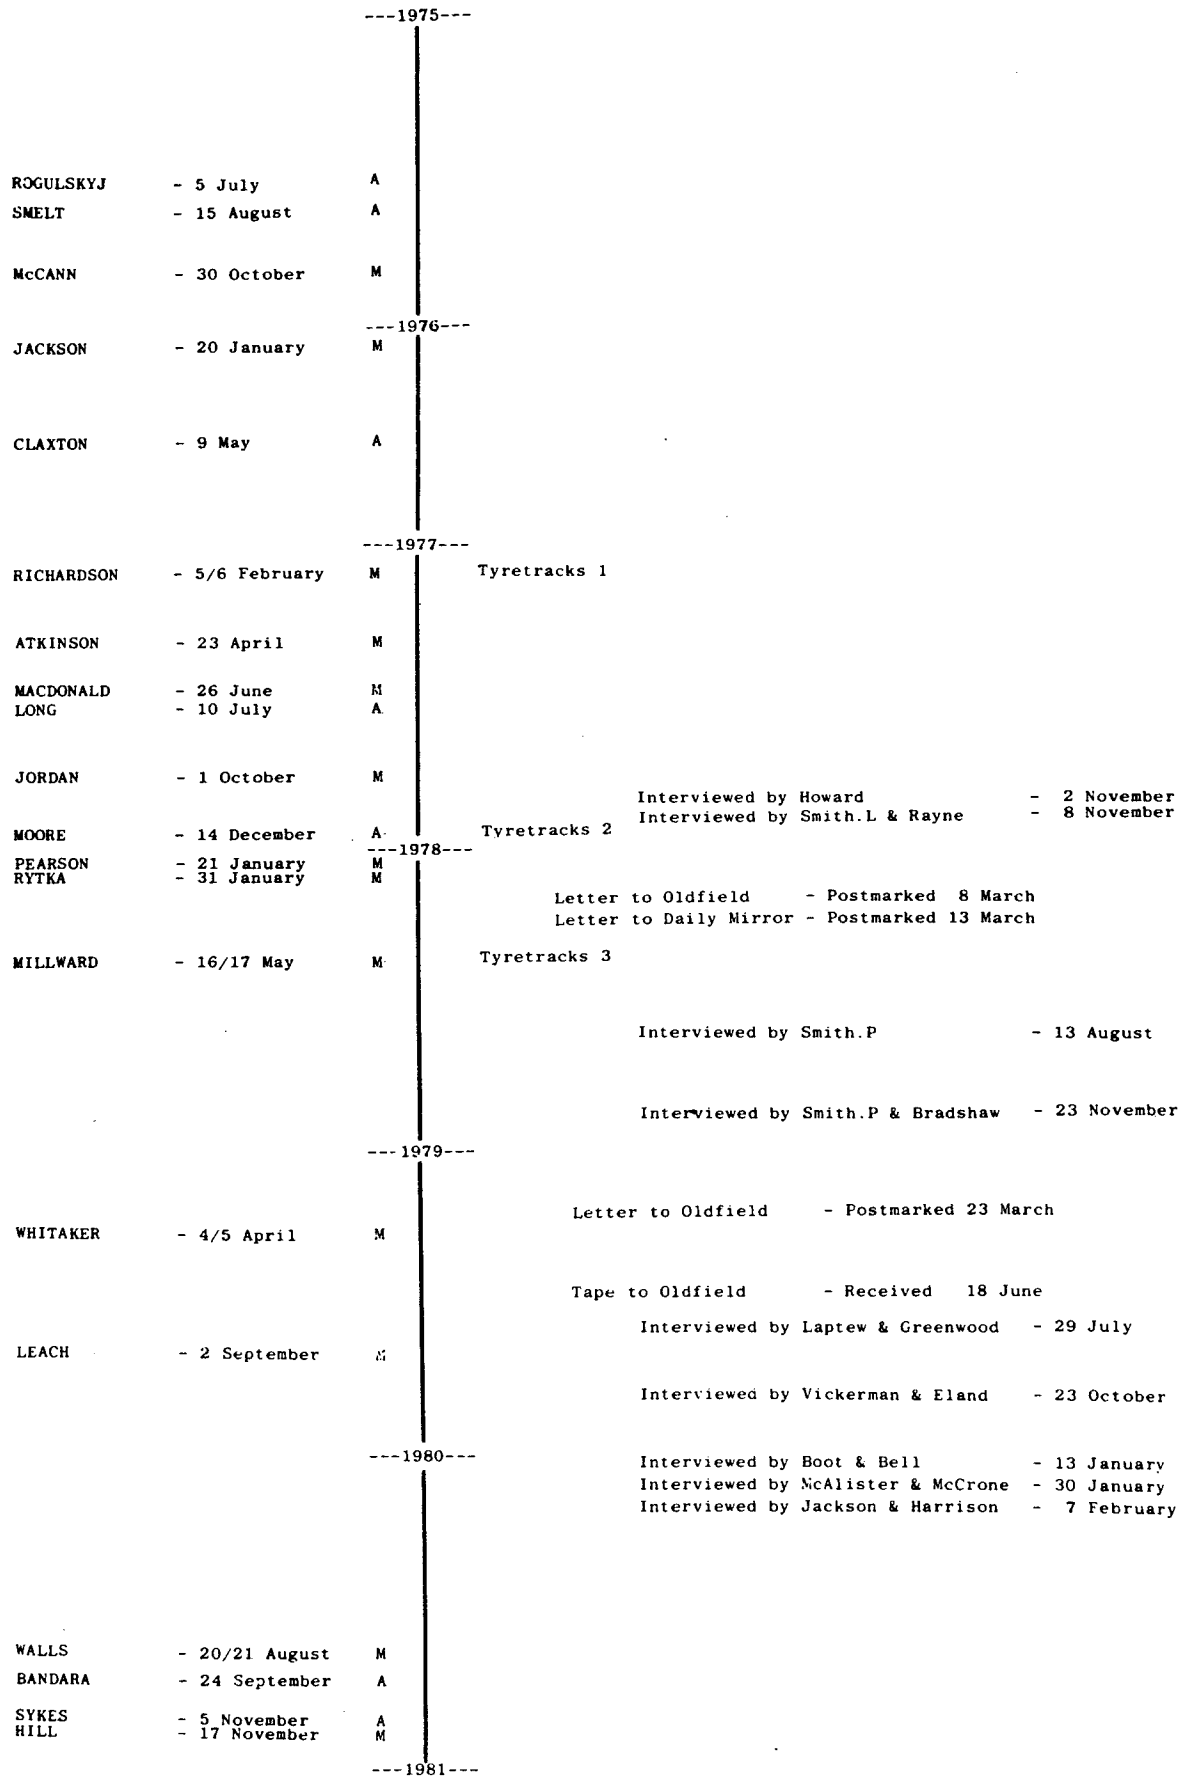 ---1975---
ROGULSKYJ - 5 July A
SMELT - 15 August A
McCANN - 30 October M
---1976---
JACKSON - 20 January M
CLAXTON - 9 May A
---1977---
RICHARDSON - 5/6 February M Tyretracks 1
ATKINSON - 23 April M
MACDONALD - 26 June M
LONG - 10 July A
JORDAN - 1 October M
Interviewed by Howard - 2 November
Interviewed by Smith.L & Rayne - 8 November
MOORE - 14 December A Tyretracks 2
---1978---
PEARSON - 21 January M
RYTKA - 31 January M
Letter to Oldfield - Postmarked 8 March
Letter to Daily Mirror - Postmarked 13 March
MILLWARD - 16/17 May M Tyretracks 3
Interviewed by Smith.P - 13 August
Interviewed by Smith.P & Bradshaw - 23 November
---1979---
Letter to Oldfield - Postmarked 23 March
WHITAKER - 4/5 April M
Tape to Oldfield - Received 18 June
Interviewed by Laptew & Greenwood - 29 July
LEACH - 2 September M
Interviewed by Vickerman & Eland - 23 October
---1980---
Interviewed by Boot & Bell - 13 January
Interviewed by McAlister & McCrone - 30 January
Interviewed by Jackson & Harrison - 7 February
WALLS - 20/21 August M
BANDARA - 24 September A
SYKES - 5 November A
HILL - 17 November M
---1981---